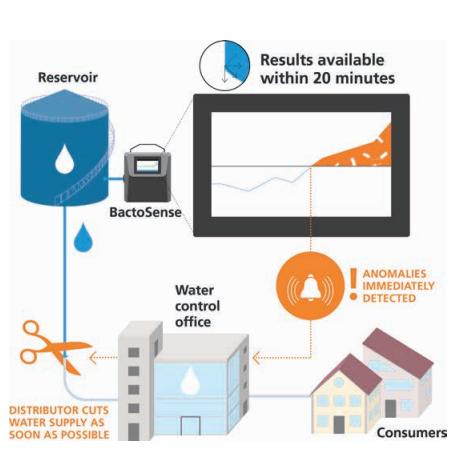 Results available
within 20 minutes
Reservoir
BactoSense
ANOMALIES
IMMEDIATELY
DETECTED
Water
control
office
DISTRIBUTOR CUTS
WATER SUPPLY AS
SOON AS POSSIBLE
Consumers